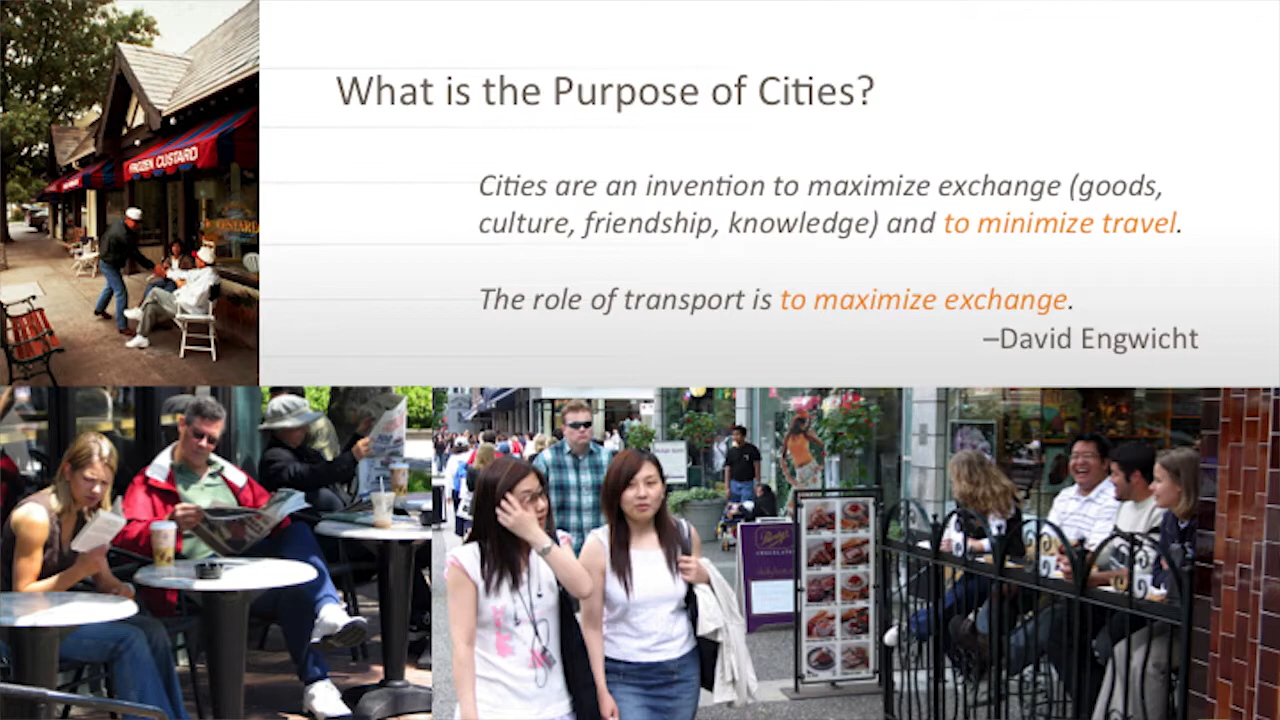 What is the Purpose of Cities?
Cities are an invention to maximize exchange (goods,
culture, friendship, knowledge) and to minimize travel.
The role of transport is to maximize exchange.
–David Engwicht
FROZEN CUSTARD